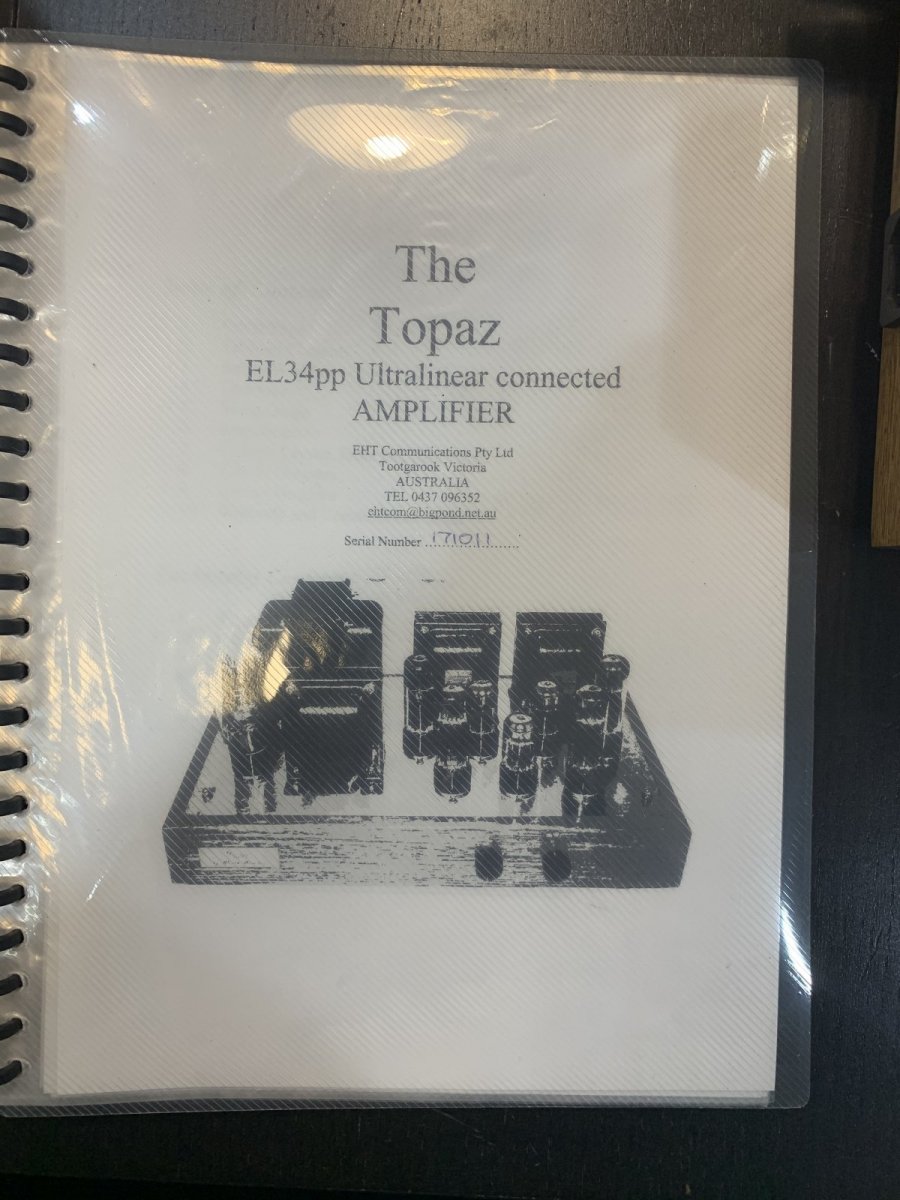 The
Topaz
EL34pp Ultralinear connected
AMPLIFIER
EHT Communications Pty Ltd
Tootgarook Victoria
AUSTRALIA
TEL 0437 096352
ehtcom@bigpond.net.au
Serial Number ...171011......